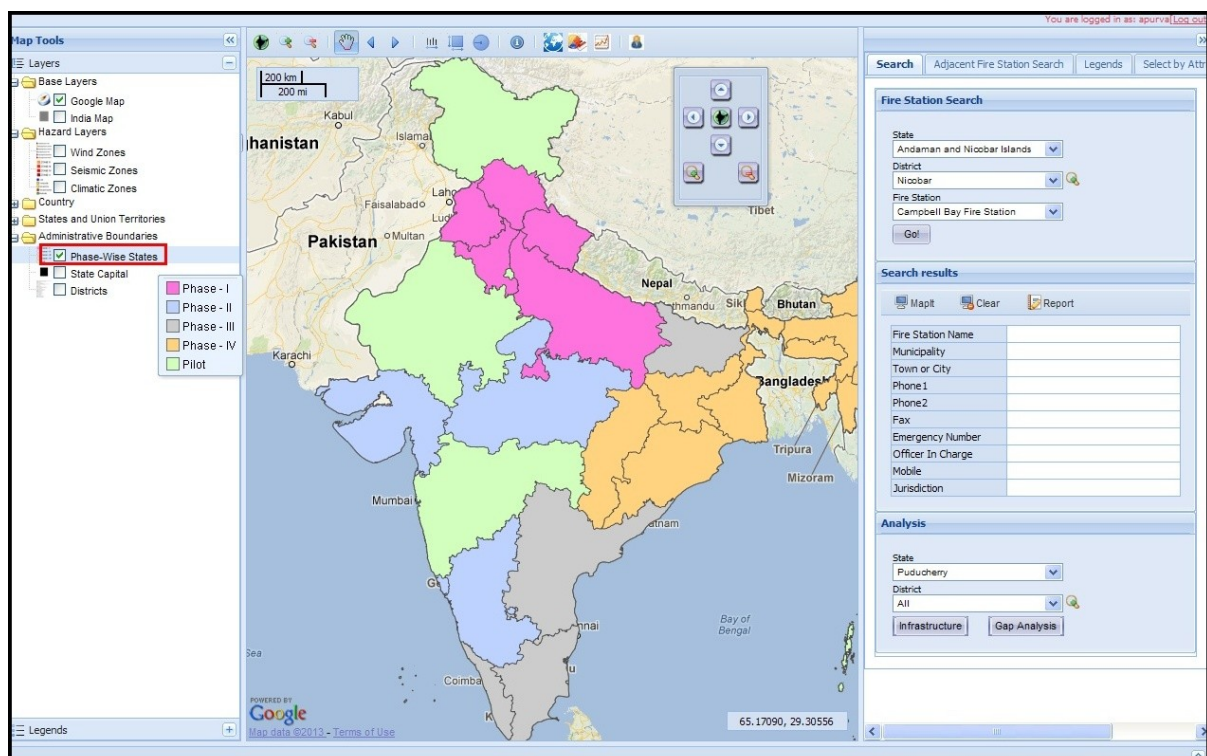 You are logged in as: apurva[Log out
Map Tools
Layers
Base Layers
Google Map
India Map
Hazard Layers
Wind Zones
Seismic Zones
Climatic Zones
Country
States and Union Territories
Administrative Boundaries
Phase-Wise States
State Capital
Districts
Phase - I
Phase - II
Phase - III
Phase - IV
Pilot
Legends
200 km
200 mi
Kabul
hanistan
Islamal
Laho
Faisalabad
Lud
Multan
Pakistan
Tibet
Nepal
thmandu
Sik
Bhutan
Karachi
Banglades
Tripura
Mizoram
Mumbai
atnam
G
Bay of
Bengal
nnai
Sea
Coimba
u
K
POWERED BY
Google
Map data ©2013 - Terms of Use
65.17090, 29.30556
Search
Adjacent Fire Station Search
Legends
Select by Attr
Fire Station Search
State
Andaman and Nicobar Islands
District
Nicobar
Fire Station
Campbell Bay Fire Station
Go!
Search results
MapIt
Clear
Report
Fire Station Name
Municipality
Town or City
Phone1
Phone2
Fax
Emergency Number
Officer In Charge
Mobile
Jurisdiction
Analysis
State
Puducherry
District
All
Infrastructure
Gap Analysis